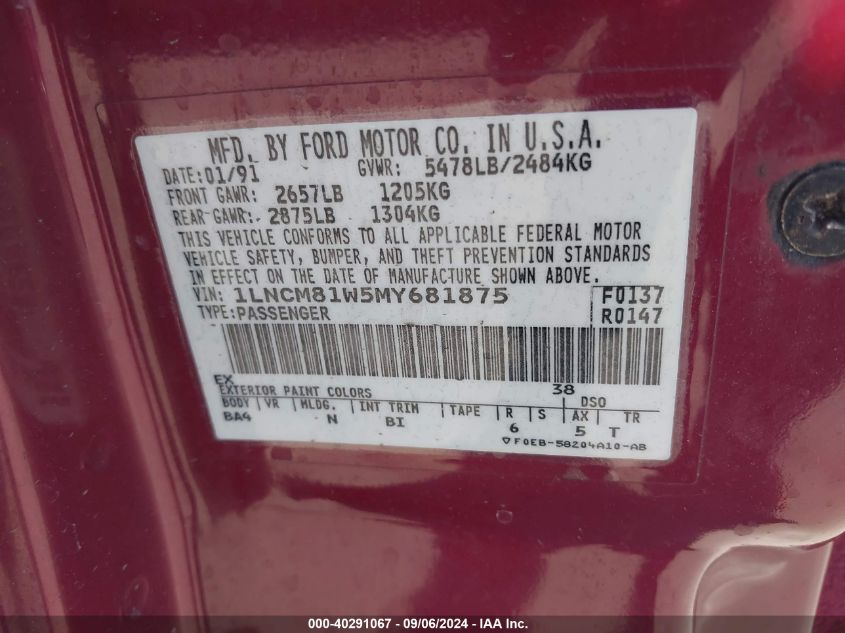 MFD. BY FORD MOTOR CO. IN U.S.A.
DATE: 01/91 GVWR: 5478LB/2484KG
FRONT GAWR: 2657LB 1205KG
REAR GAWR: 2875LB 1304KG
THIS VEHICLE CONFORMS TO ALL APPLICABLE FEDERAL MOTOR
VEHICLE SAFETY, BUMPER, AND THEFT PREVENTION STANDARDS
IN EFFECT ON THE DATE OF MANUFACTURE SHOWN ABOVE.
VIN: 1LNCM81W5MY681875 F0137
TYPE: PASSENGER R0147
EX 38
EXTERIOR PAINT COLORS DSO
BODY VR MLDG. INT TRIM TAPE R S AX TR
BA4 N BI 6 5 T
F0EB-58204A10-AB
000-40291067 - 09/06/2024 - IAA Inc.